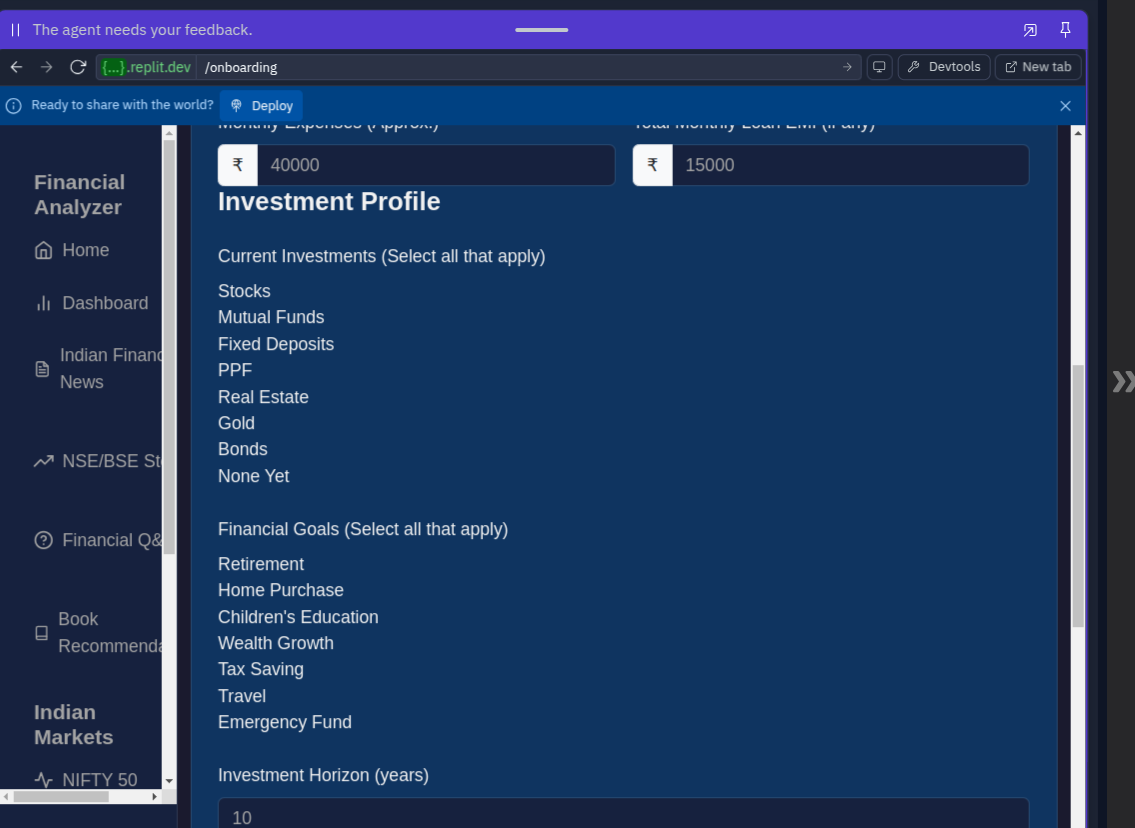 The agent needs your feedback.
{...}.replit.dev /onboarding
Devtools
New tab
Ready to share with the world?
Deploy
Financial
Analyzer
Home
Dashboard
Indian Financ
News
NSE/BSE St
Financial Q&
Book
Recommenda
Indian
Markets
NIFTY 50
Monthly Expenses (Approx.)
Total Monthly Loan EMI (if any)
₹ 40000
₹ 15000
Investment Profile
Current Investments (Select all that apply)
Stocks
Mutual Funds
Fixed Deposits
PPF
Real Estate
Gold
Bonds
None Yet
Financial Goals (Select all that apply)
Retirement
Home Purchase
Children's Education
Wealth Growth
Tax Saving
Travel
Emergency Fund
Investment Horizon (years)
10